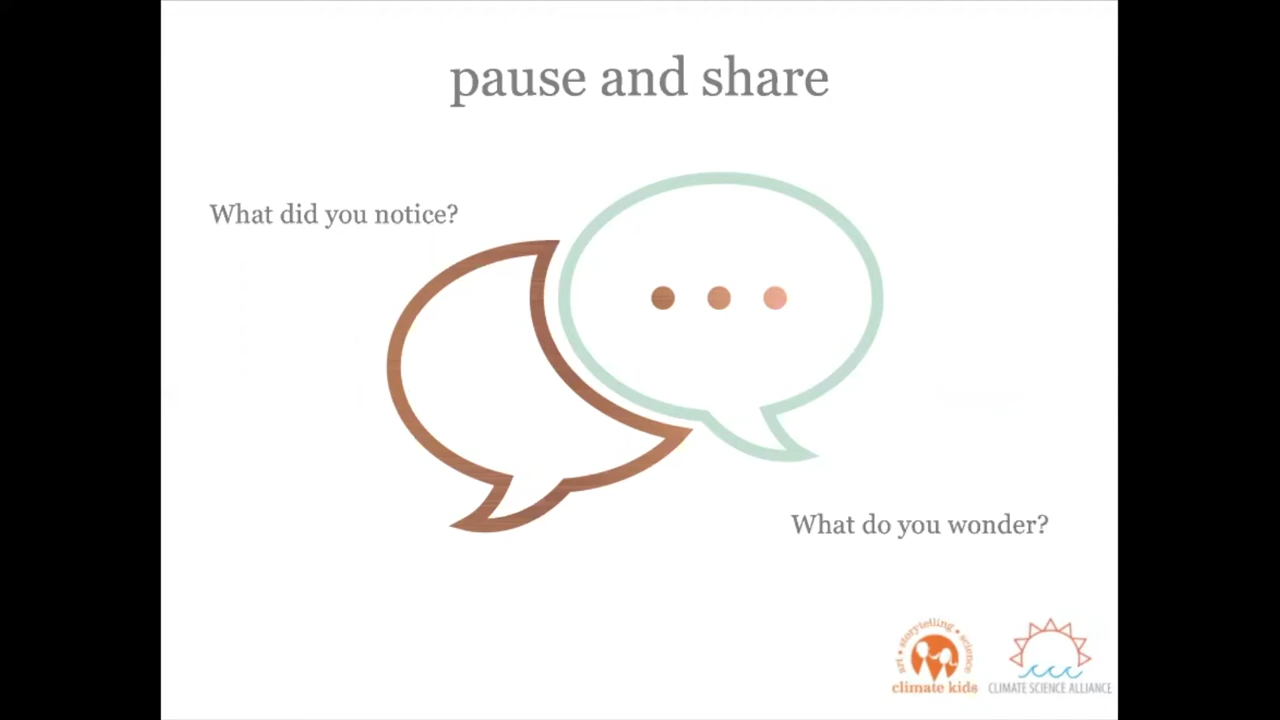 pause and share
What did you notice?
What do you wonder?
art • storytelling • science
climate kids
CLIMATE SCIENCE ALLIANCE